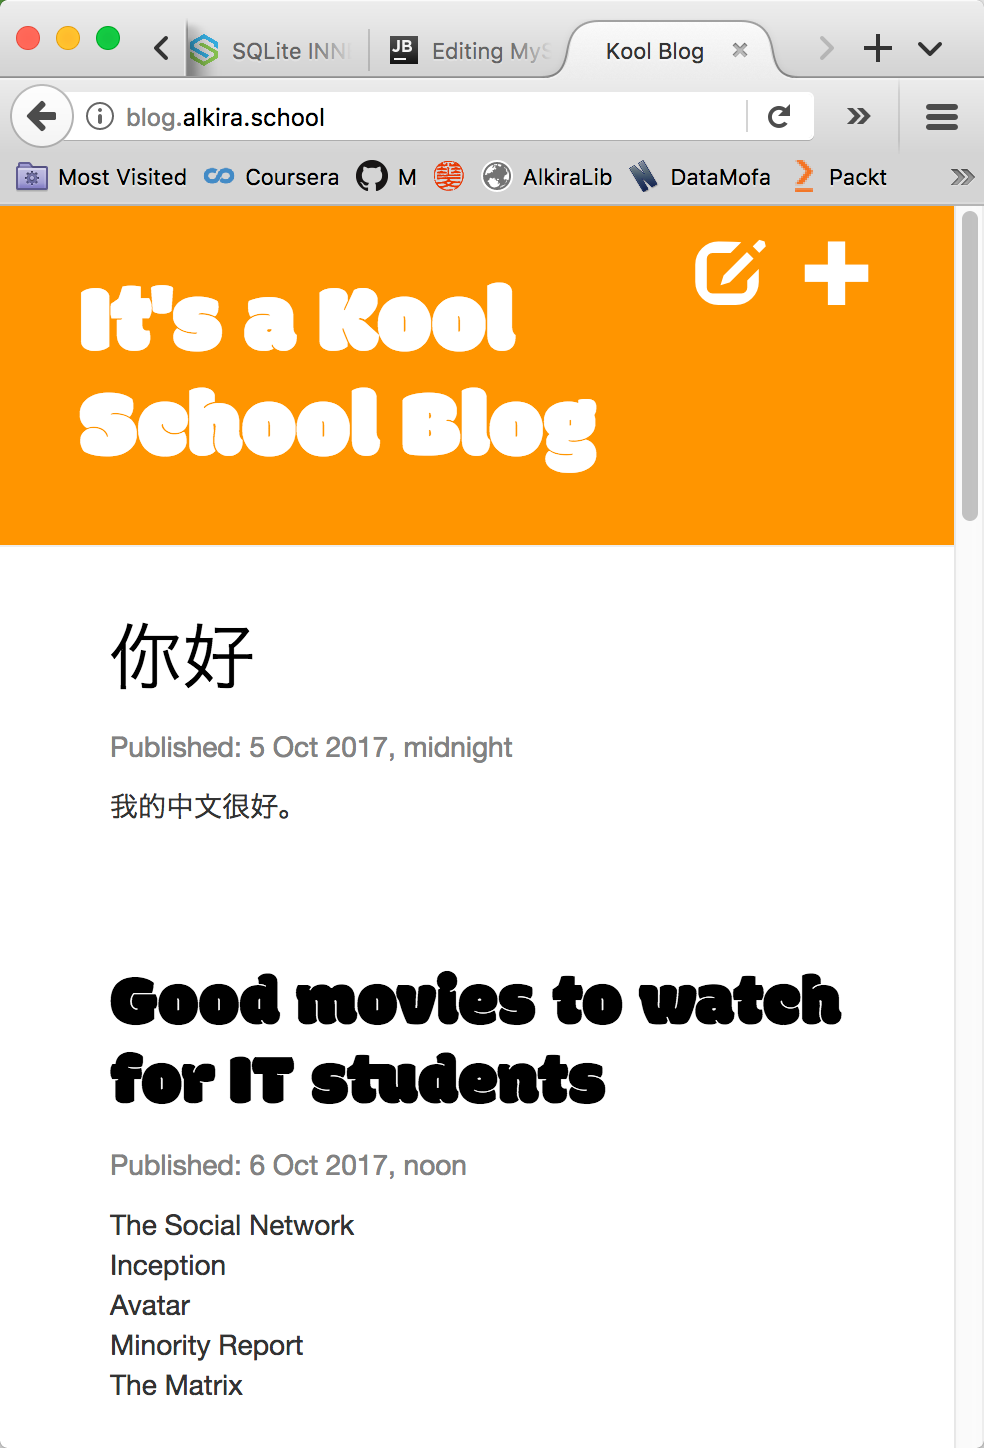 SQLite INN
JB Editing MyS
Kool Blog
blog.alkira.school
Most Visited Coursera M AlkiraLib DataMofa Packt
It's a Kool
School Blog
你好
Published: 5 Oct 2017, midnight
我的中文很好。
Good movies to watch
for IT students
Published: 6 Oct 2017, noon
The Social Network
Inception
Avatar
Minority Report
The Matrix